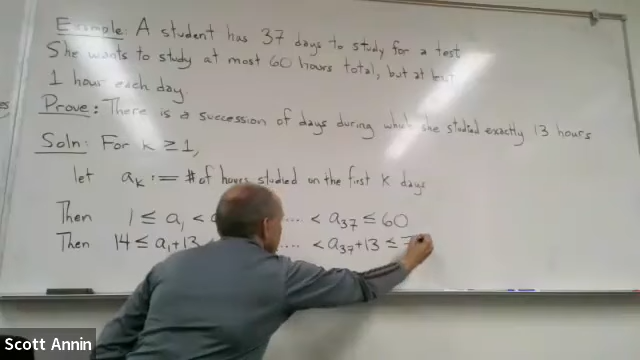 Example: A student has 37 days to study for a test
She wants to study at most 60 hours total, but at least
1 hour each day.
Prove: There is a succession of days during which she studied exactly 13 hours
Soln: For k ≥ 1,
let a_k := # of hours studied on the first k days
Then 1 ≤ a_1 < ..... < a_37 ≤ 60
Then 14 ≤ a_1 + 13 ..... < a_37 + 13 ≤ 7
Scott Annin